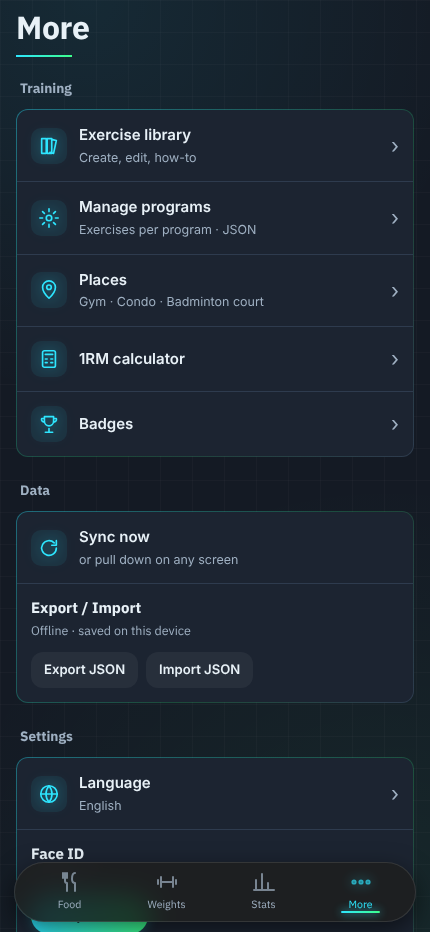 More
Training
Exercise library
Create, edit, how-to
Manage programs
Exercises per program · JSON
Places
Gym · Condo · Badminton court
1RM calculator
Badges
Data
Sync now
or pull down on any screen
Export / Import
Offline · saved on this device
Export JSON Import JSON
Settings
Language
English
Face ID
Food Weights Stats More